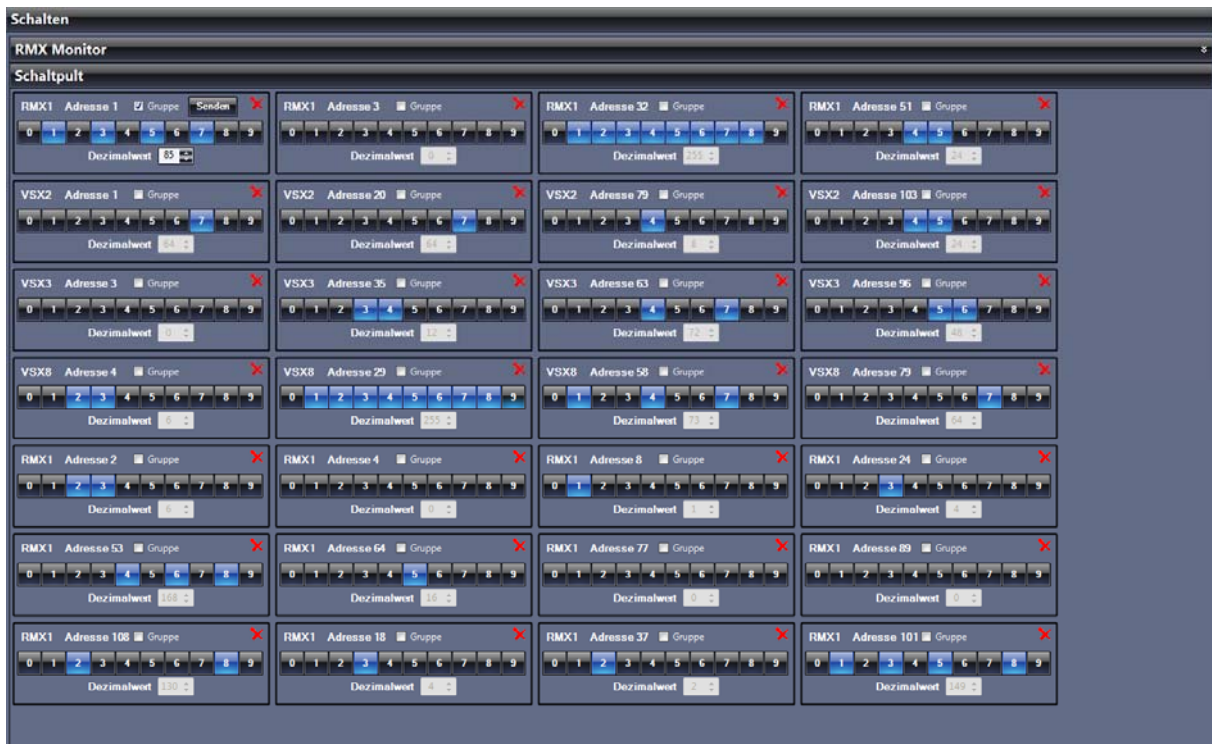 Schalten
RMX Monitor
Schaltpult
RMX1 Adresse 1 Gruppe Senden
0 1 2 3 4 5 6 7 8 9
Dezimalwert 85
RMX1 Adresse 3 Gruppe
0 1 2 3 4 5 6 7 8 9
Dezimalwert 0
RMX1 Adresse 32 Gruppe
0 1 2 3 4 5 6 7 8 9
Dezimalwert 255
RMX1 Adresse 51 Gruppe
0 1 2 3 4 5 6 7 8 9
Dezimalwert 24
VSX2 Adresse 1 Gruppe
0 1 2 3 4 5 6 7 8 9
Dezimalwert 64
VSX2 Adresse 20 Gruppe
0 1 2 3 4 5 6 7 8 9
Dezimalwert 64
VSX2 Adresse 79 Gruppe
0 1 2 3 4 5 6 7 8 9
Dezimalwert 8
VSX2 Adresse 103 Gruppe
0 1 2 3 4 5 6 7 8 9
Dezimalwert 24
VSX3 Adresse 3 Gruppe
0 1 2 3 4 5 6 7 8 9
Dezimalwert 0
VSX3 Adresse 35 Gruppe
0 1 2 3 4 5 6 7 8 9
Dezimalwert 12
VSX3 Adresse 63 Gruppe
0 1 2 3 4 5 6 7 8 9
Dezimalwert 72
VSX3 Adresse 96 Gruppe
0 1 2 3 4 5 6 7 8 9
Dezimalwert 48
VSX8 Adresse 4 Gruppe
0 1 2 3 4 5 6 7 8 9
Dezimalwert 6
VSX8 Adresse 29 Gruppe
0 1 2 3 4 5 6 7 8 9
Dezimalwert 255
VSX8 Adresse 58 Gruppe
0 1 2 3 4 5 6 7 8 9
Dezimalwert 73
VSX8 Adresse 79 Gruppe
0 1 2 3 4 5 6 7 8 9
Dezimalwert 64
RMX1 Adresse 2 Gruppe
0 1 2 3 4 5 6 7 8 9
Dezimalwert 6
RMX1 Adresse 4 Gruppe
0 1 2 3 4 5 6 7 8 9
Dezimalwert 0
RMX1 Adresse 8 Gruppe
0 1 2 3 4 5 6 7 8 9
Dezimalwert 1
RMX1 Adresse 24 Gruppe
0 1 2 3 4 5 6 7 8 9
Dezimalwert 4
RMX1 Adresse 53 Gruppe
0 1 2 3 4 5 6 7 8 9
Dezimalwert 168
RMX1 Adresse 64 Gruppe
0 1 2 3 4 5 6 7 8 9
Dezimalwert 16
RMX1 Adresse 77 Gruppe
0 1 2 3 4 5 6 7 8 9
Dezimalwert 0
RMX1 Adresse 89 Gruppe
0 1 2 3 4 5 6 7 8 9
Dezimalwert 0
RMX1 Adresse 108 Gruppe
0 1 2 3 4 5 6 7 8 9
Dezimalwert 130
RMX1 Adresse 18 Gruppe
0 1 2 3 4 5 6 7 8 9
Dezimalwert 4
RMX1 Adresse 37 Gruppe
0 1 2 3 4 5 6 7 8 9
Dezimalwert 2
RMX1 Adresse 101 Gruppe
0 1 2 3 4 5 6 7 8 9
Dezimalwert 149